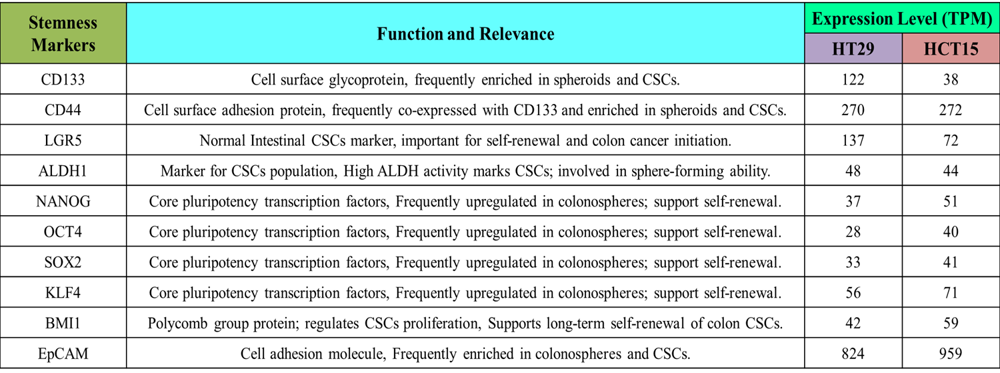 Stemness Markers Function and Relevance Expression Level (TPM)
HT29 HCT15
CD133 Cell surface glycoprotein, frequently enriched in spheroids and CSCs. 122 38
CD44 Cell surface adhesion protein, frequently co-expressed with CD133 and enriched in spheroids and CSCs. 270 272
LGR5 Normal Intestinal CSCs marker, important for self-renewal and colon cancer initiation. 137 72
ALDH1 Marker for CSCs population, High ALDH activity marks CSCs; involved in sphere-forming ability. 48 44
NANOG Core pluripotency transcription factors, Frequently upregulated in colonospheres; support self-renewal. 37 51
OCT4 Core pluripotency transcription factors, Frequently upregulated in colonospheres; support self-renewal. 28 40
SOX2 Core pluripotency transcription factors, Frequently upregulated in colonospheres; support self-renewal. 33 41
KLF4 Core pluripotency transcription factors, Frequently upregulated in colonospheres; support self-renewal. 56 71
BMI1 Polycomb group protein; regulates CSCs proliferation, Supports long-term self-renewal of colon CSCs. 42 59
EpCAM Cell adhesion molecule, Frequently enriched in colonospheres and CSCs. 824 959